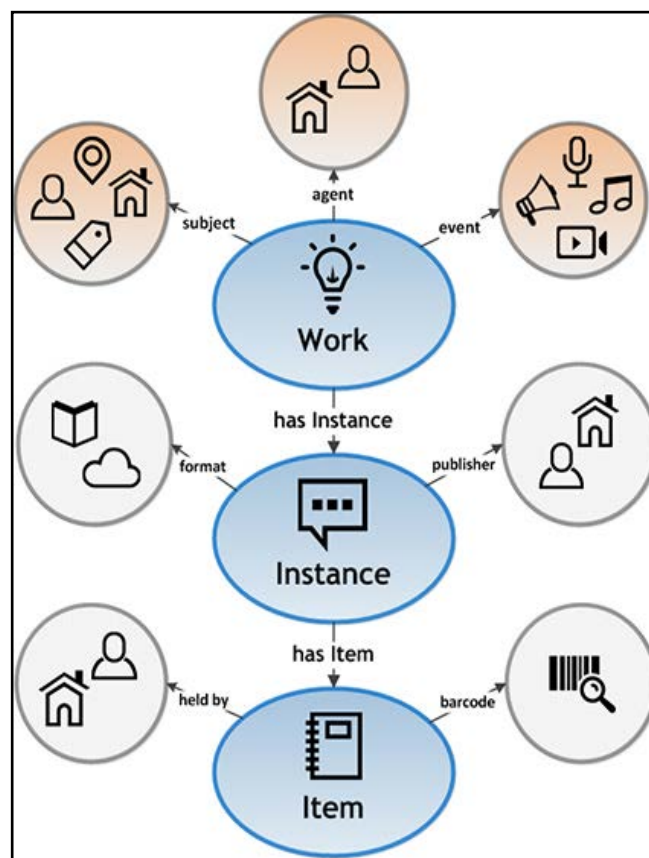 agent
subject
event
Work
has Instance
format
publisher
Instance
has Item
held by
barcode
Item